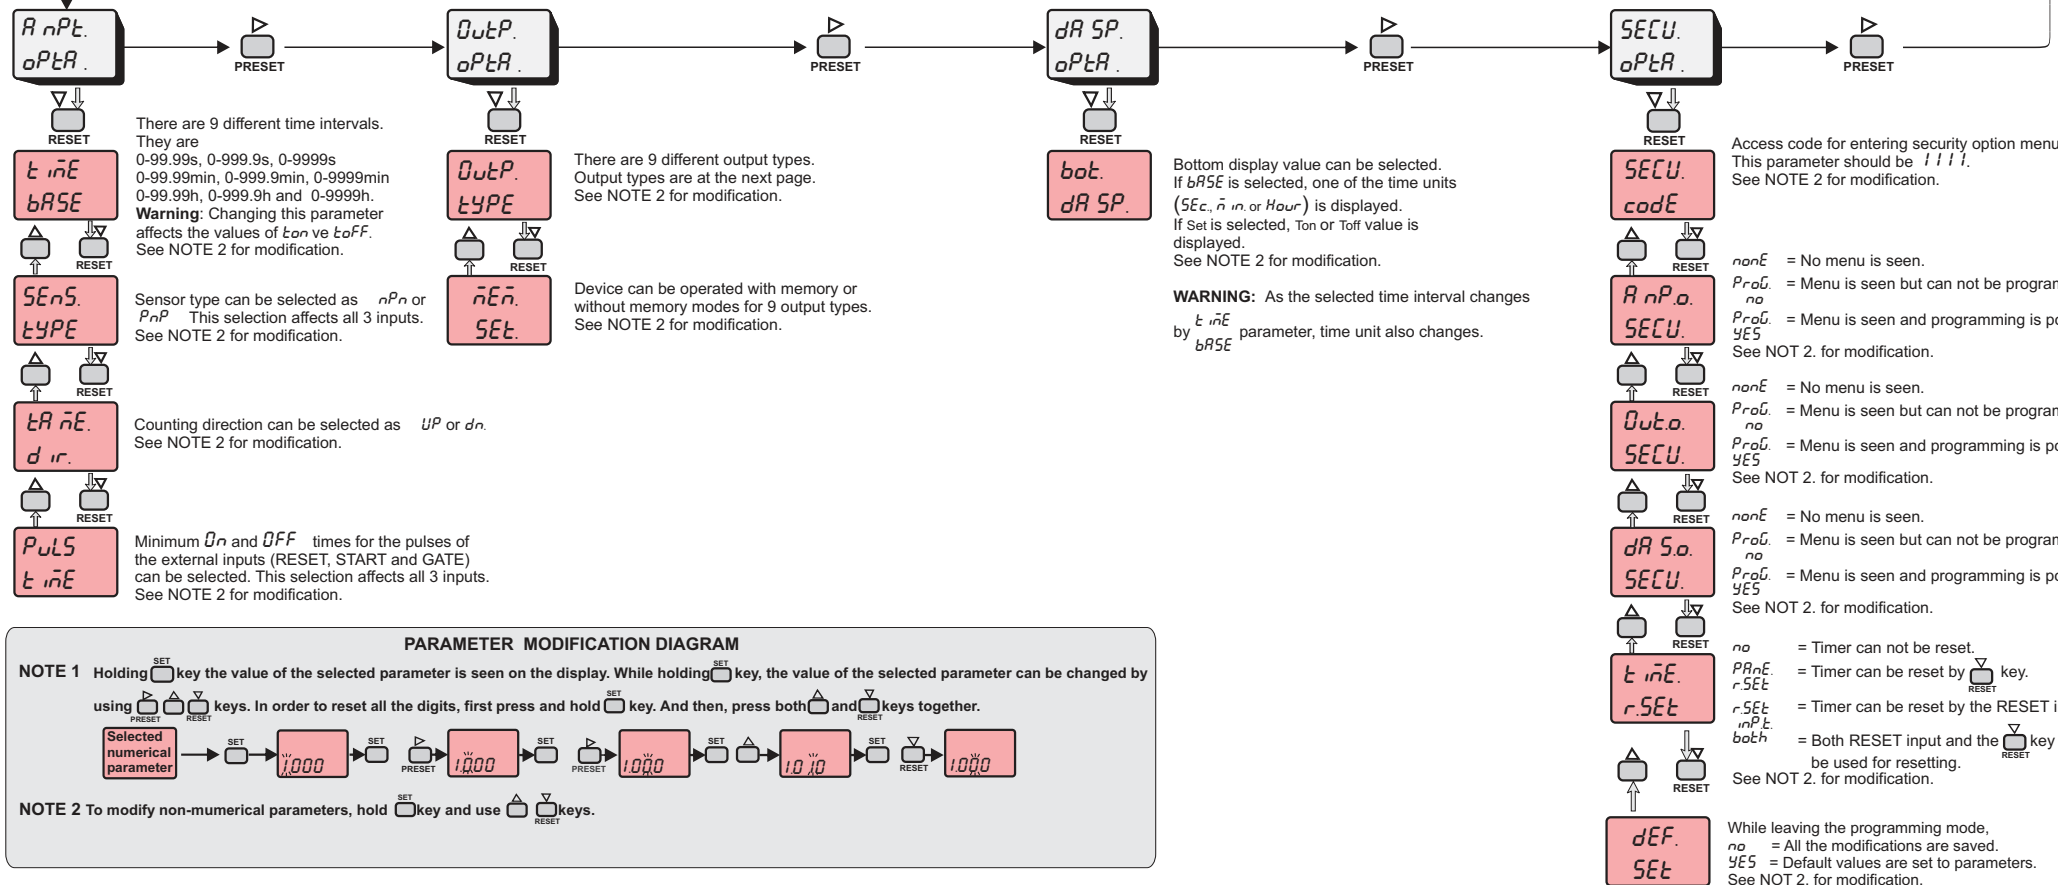 InPt.
oPtA.
PRESET
RESET
There are 9 different time intervals.
They are
0-99.99s, 0-999.9s, 0-9999s
0-99.99min, 0-999.9min, 0-9999min
0-99.99h, 0-999.9h and 0-9999h.
Warning: Changing this parameter
affects the values of ton ve toFF.
See NOTE 2 for modification.
timE
bASE
RESET
SEnS.
tYPE
Sensor type can be selected as nPn or
PnP This selection affects all 3 inputs.
See NOTE 2 for modification.
RESET
tAmE.
dir.
Counting direction can be selected as UP or dn.
See NOTE 2 for modification.
RESET
PuLS
timE
Minimum On and OFF times for the pulses of
the external inputs (RESET, START and GATE)
can be selected. This selection affects all 3 inputs.
See NOTE 2 for modification.
OutP.
oPtA.
PRESET
RESET
OutP.
tYPE
There are 9 different output types.
Output types are at the next page.
See NOTE 2 for modification.
RESET
mEm.
SEt.
Device can be operated with memory or
without memory modes for 9 output types.
See NOTE 2 for modification.
dASP.
oPtA.
PRESET
RESET
bot.
dASP.
Bottom display value can be selected.
If bASE is selected, one of the time units
(SEc., min. or Hour) is displayed.
If Set is selected, Ton or Toff value is
displayed.
See NOTE 2 for modification.
WARNING: As the selected time interval changes
by timE bASE parameter, time unit also changes.
SECU.
oPtA.
PRESET
RESET
SECU.
codE
Access code for entering security option menu
This parameter should be 1111.
See NOTE 2 for modification.
RESET
AnP.o.
SECU.
nonE = No menu is seen.
ProG. no = Menu is seen but can not be
ProG. YES = Menu is seen and programming is
See NOT 2. for modification.
RESET
Out.o.
SECU.
nonE = No menu is seen.
ProG. no = Menu is seen but can not be
ProG. YES = Menu is seen and programming is
See NOT 2. for modification.
RESET
dAS.o.
SECU.
nonE = No menu is seen.
ProG. no = Menu is seen but can not be
ProG. YES = Menu is seen and programming is
See NOT 2. for modification.
RESET
timE.
r.SEt
no = Timer can not be reset.
PAnE. r.SEt = Timer can be reset by RESET key.
r.SEt inP.t. = Timer can be reset by the RESET
both = Both RESET input and the RESET key
be used for resetting.
See NOT 2. for modification.
RESET
dEF.
SEt
While leaving the programming mode,
no = All the modifications are saved.
YES = Default values are set to parameters.
See NOT 2. for modification.
PARAMETER MODIFICATION DIAGRAM
NOTE 1 Holding SET key the value of the selected parameter is seen on the display. While holding SET key, the value of the selected parameter can be changed by
using PRESET RESET keys. In order to reset all the digits, first press and hold SET key. And then, press both and RESET keys together.
Selected
numerical
parameter
SET
1.000
SET
PRESET
1.000
SET
PRESET
1.000
SET
1.010
SET
RESET
1.000
NOTE 2 To modify non-mumerical parameters, hold SET key and use RESET keys.